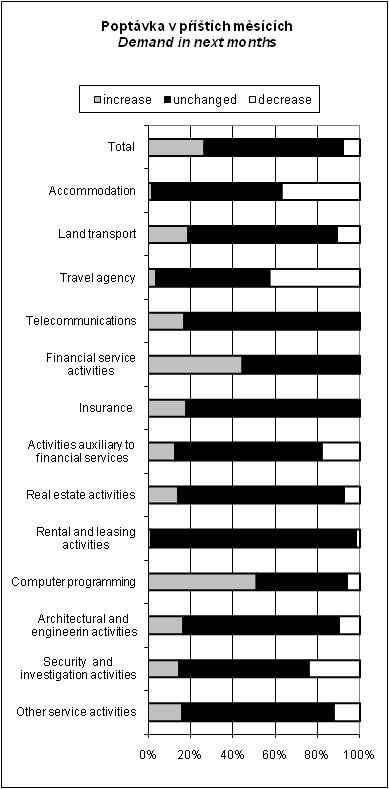 Poptávka v příštích měsících
Demand in next months
increase unchanged decrease
Total
Accommodation
Land transport
Travel agency
Telecommunications
Financial service
activities
Insurance
Activities auxiliary to
financial services
Real estate activities
Rental and leasing
activities
Computer programming
Architectural and
engineerin activities
Security and
investigation activities
Other service activities
0% 20% 40% 60% 80% 100%